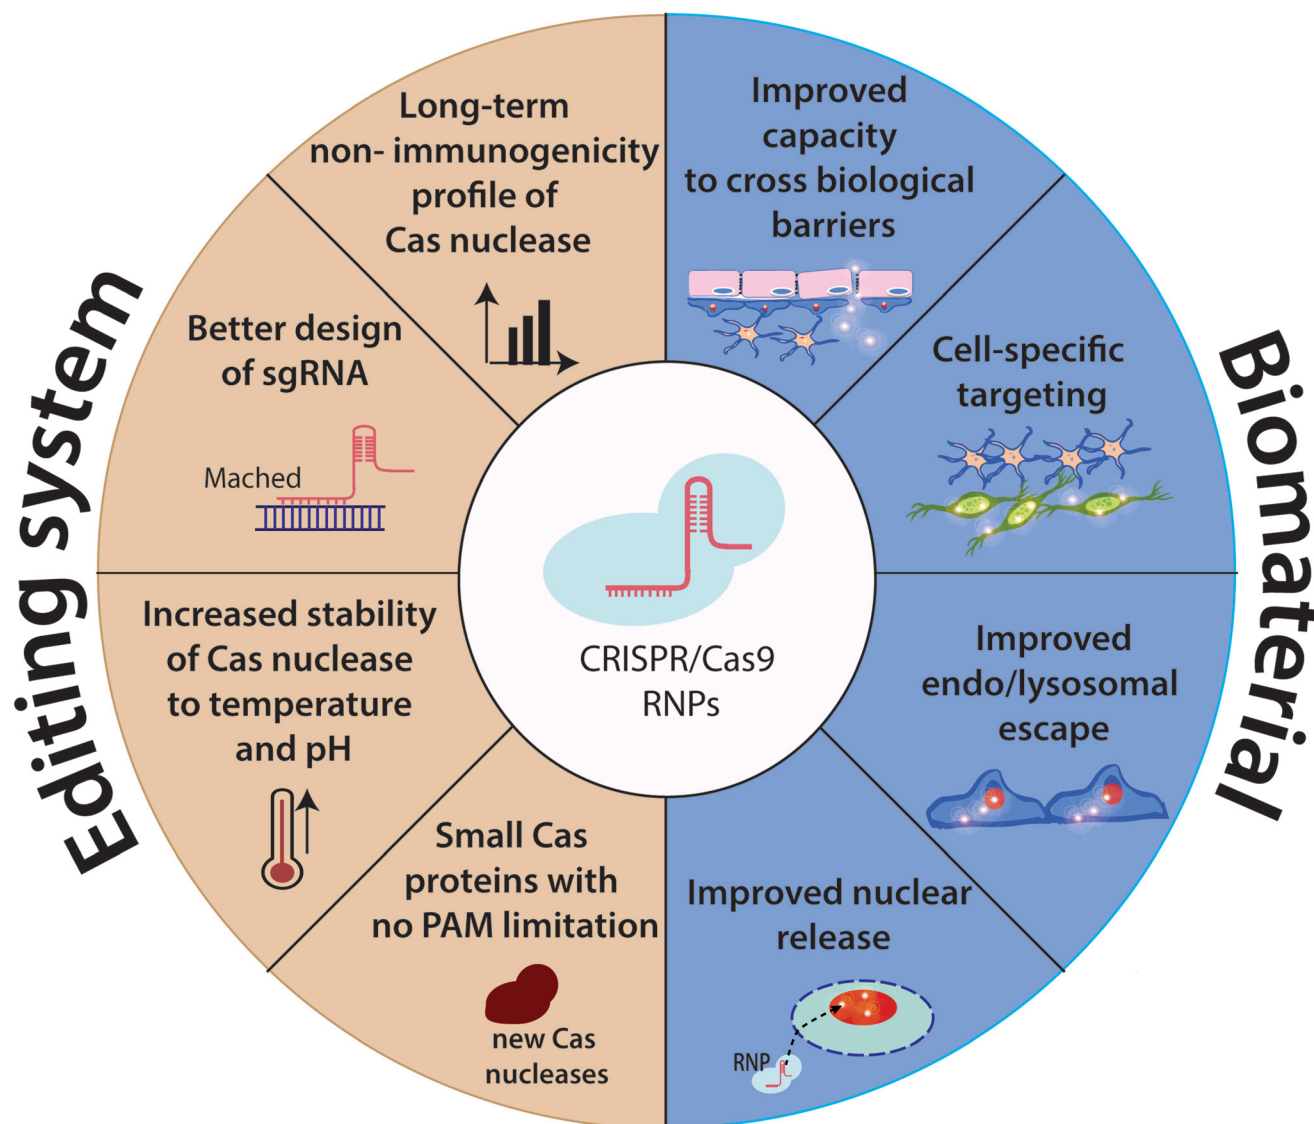 Editing system
Long-term
non- immunogenicity
profile of
Cas nuclease
Better design
of sgRNA
Mached
Increased stability
of Cas nuclease
to temperature
and pH
Small Cas
proteins with
no PAM limitation
new Cas
nucleases
CRISPR/Cas9
RNPs
Improved
capacity
to cross biological
barriers
Cell-specific
targeting
Improved
endo/lysosomal
escape
Improved nuclear
release
RNP
Biomaterial